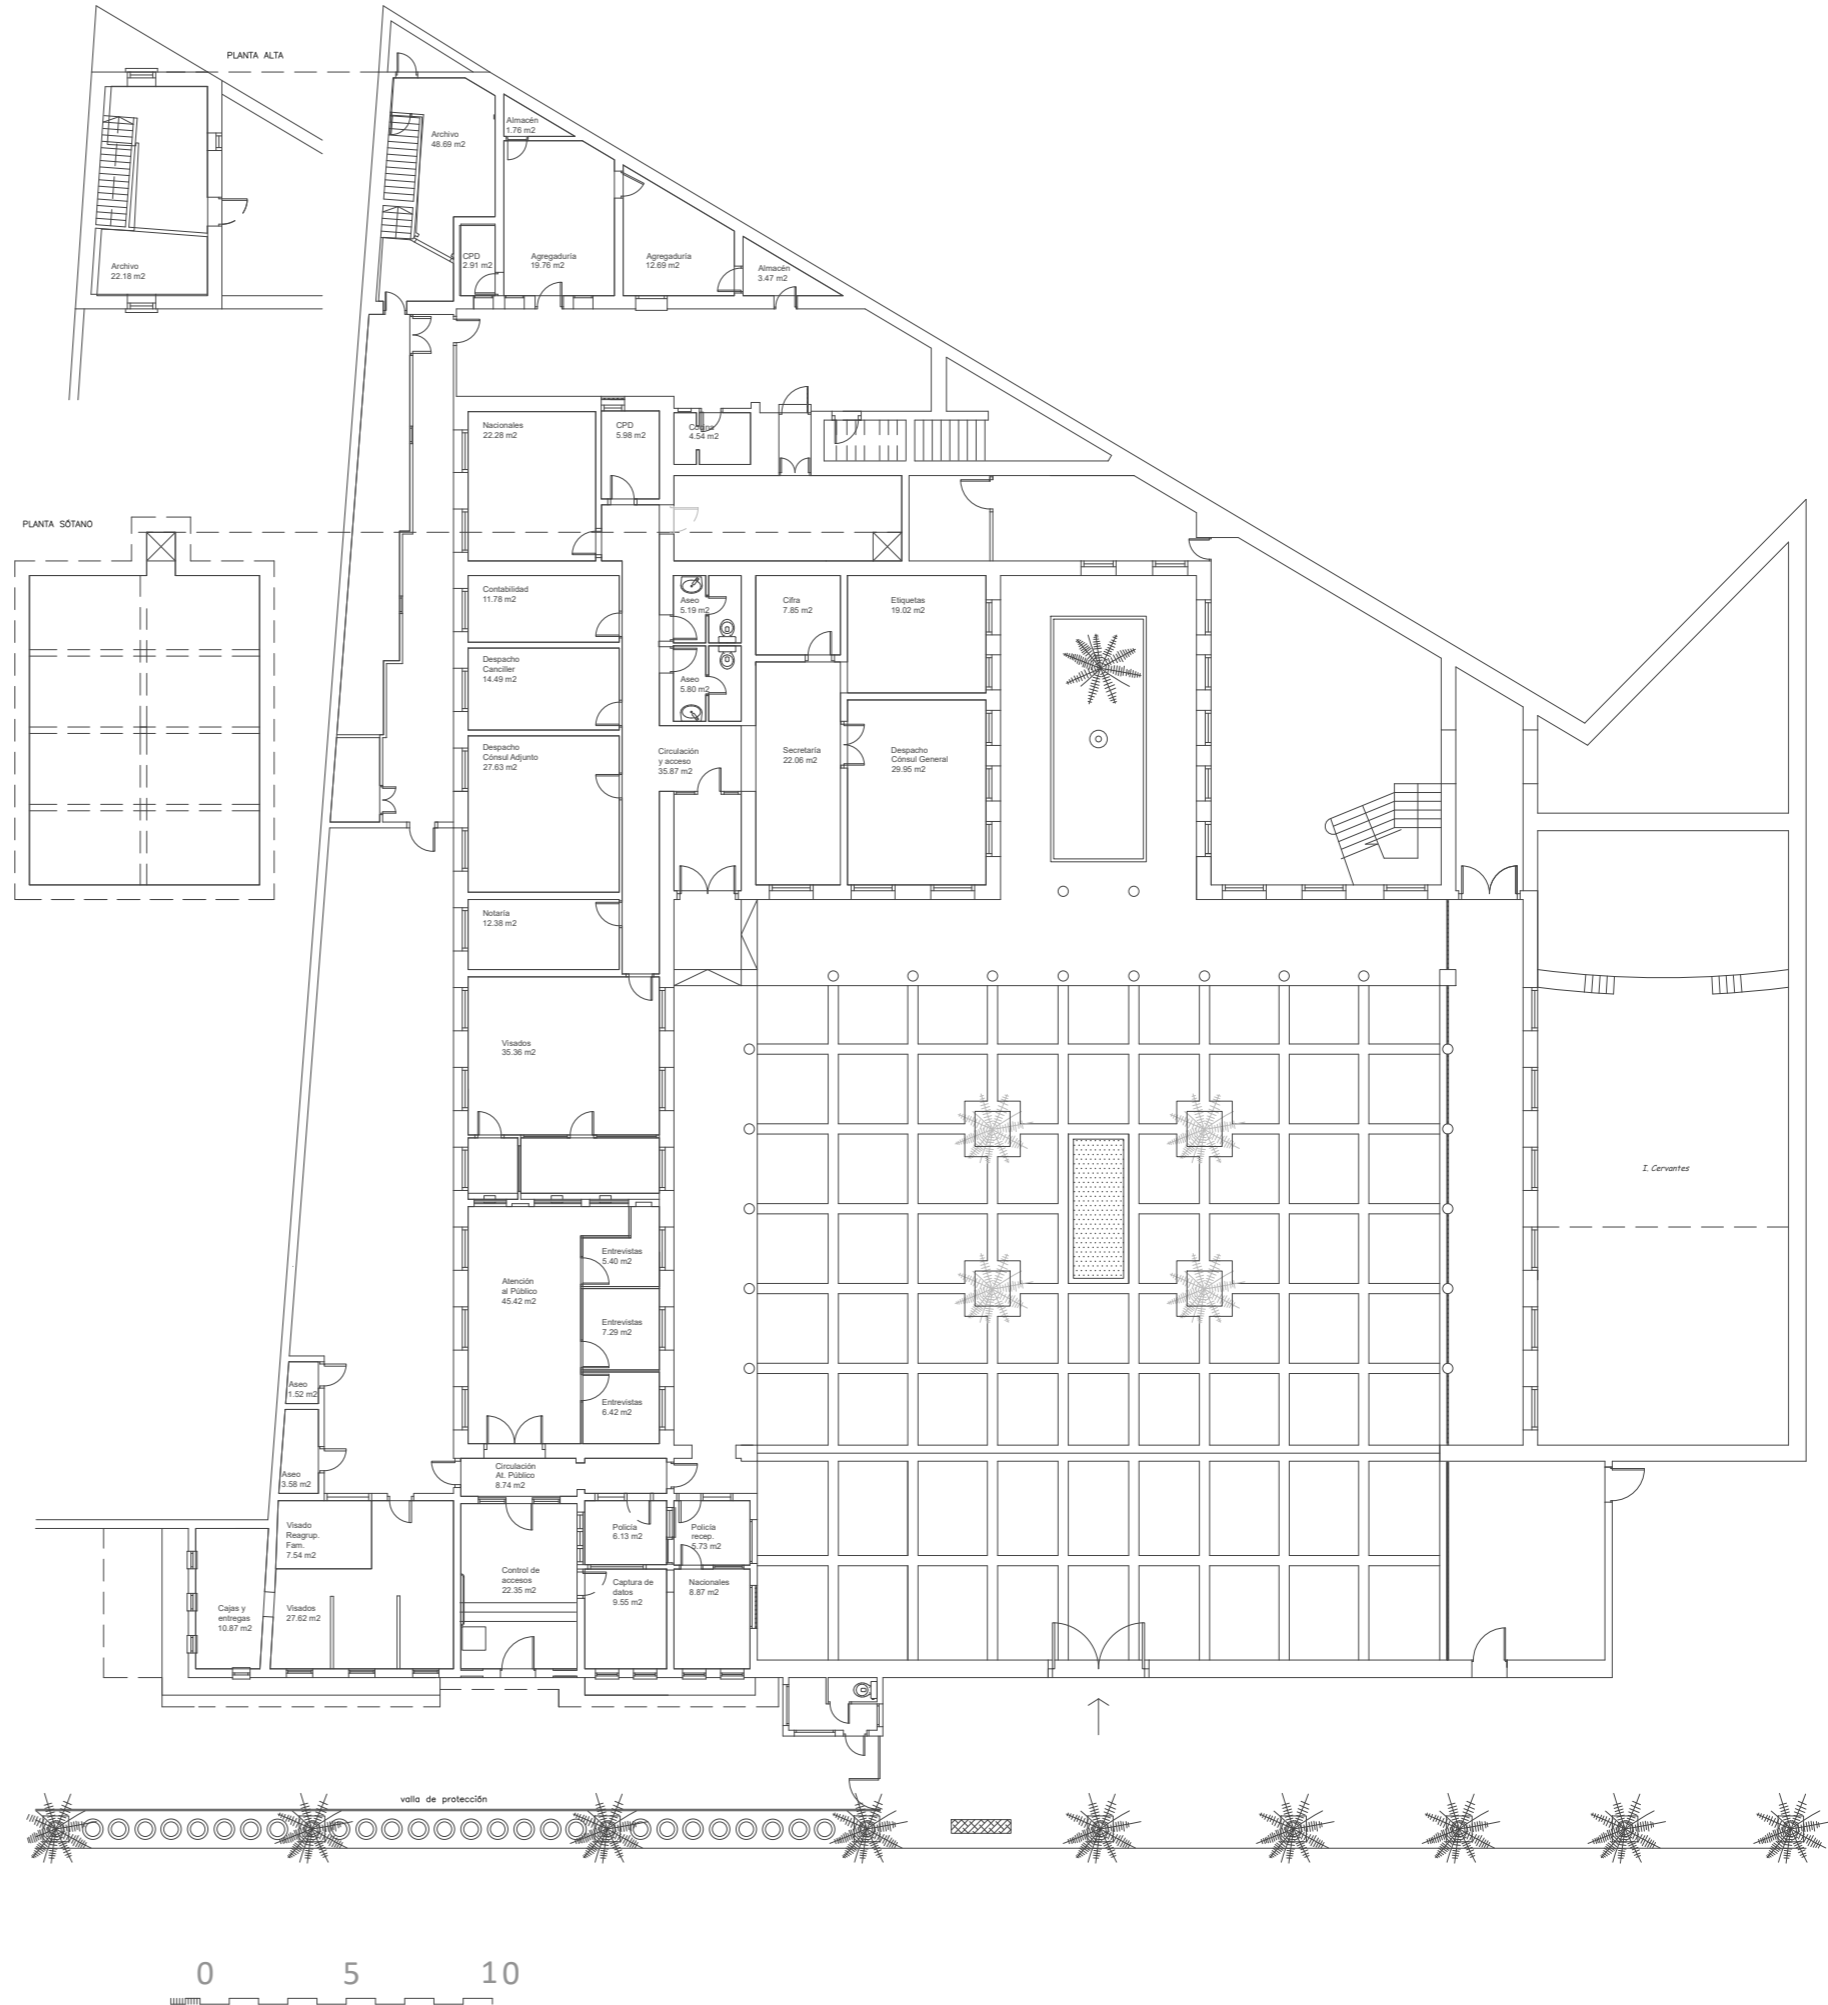 PLANTA ALTA
Archivo
48.69 m2
Almacén
1.76 m2
Archivo
22.18 m2
CPD
2.91 m2
Agregaduría
19.76 m2
Agregaduría
12.69 m2
Almacén
3.47 m2
Nacionales
22.28 m2
CPD
5.98 m2
4.54 m2
PLANTA SÓTANO
Contabilidad
11.78 m2
Aseo
5.19 m2
Cifra
7.85 m2
Etiquetas
19.02 m2
Despacho
Canciller
14.49 m2
Aseo
5.80 m2
Despacho
Cónsul Adjunto
27.63 m2
Circulación
y acceso
35.87 m2
Secretaría
22.06 m2
Despacho
Cónsul General
29.95 m2
Notaría
12.38 m2
Visados
35.36 m2
I. Cervantes
Entrevistas
5.40 m2
Atención
al Público
45.42 m2
Entrevistas
7.29 m2
Aseo
1.52 m2
Entrevistas
6.42 m2
Aseo
3.58 m2
Circulación
At. Público
8.74 m2
Visado
Reagrup.
Fam.
7.54 m2
Policía
6.13 m2
Policía
recep.
5.73 m2
Control de
accesos
22.35 m2
Captura de
datos
9.55 m2
Nacionales
8.87 m2
Cajas y
entregas
10.87 m2
Visados
27.62 m2
valla de protección
0 5 10